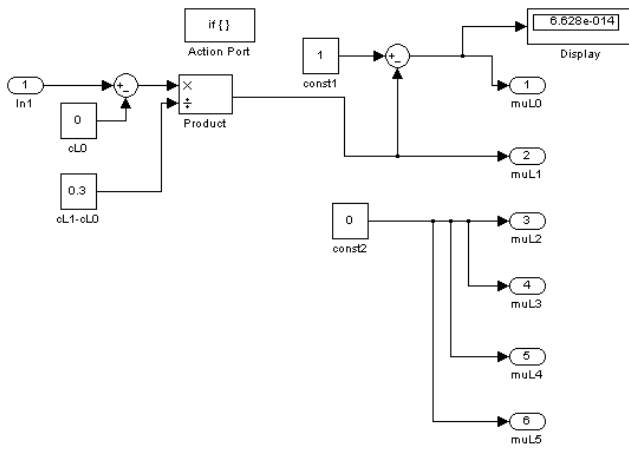 if { }
Action Port
6.628e-014
Display
1
const1
1
In1
+
−
×
÷
Product
+
−
1
muL0
0
cL0
2
muL1
0.3
cL1-cL0
0
const2
3
muL2
4
muL3
5
muL4
6
muL5